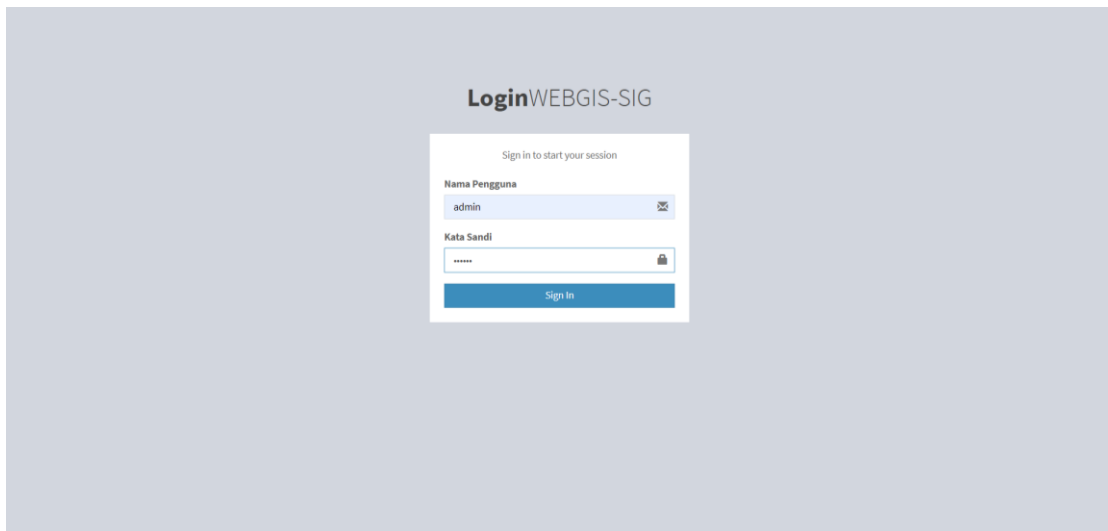 LoginWEBGIS-SIG
Sign in to start your session
Nama Pengguna
admin
Kata Sandi
••••••
Sign In